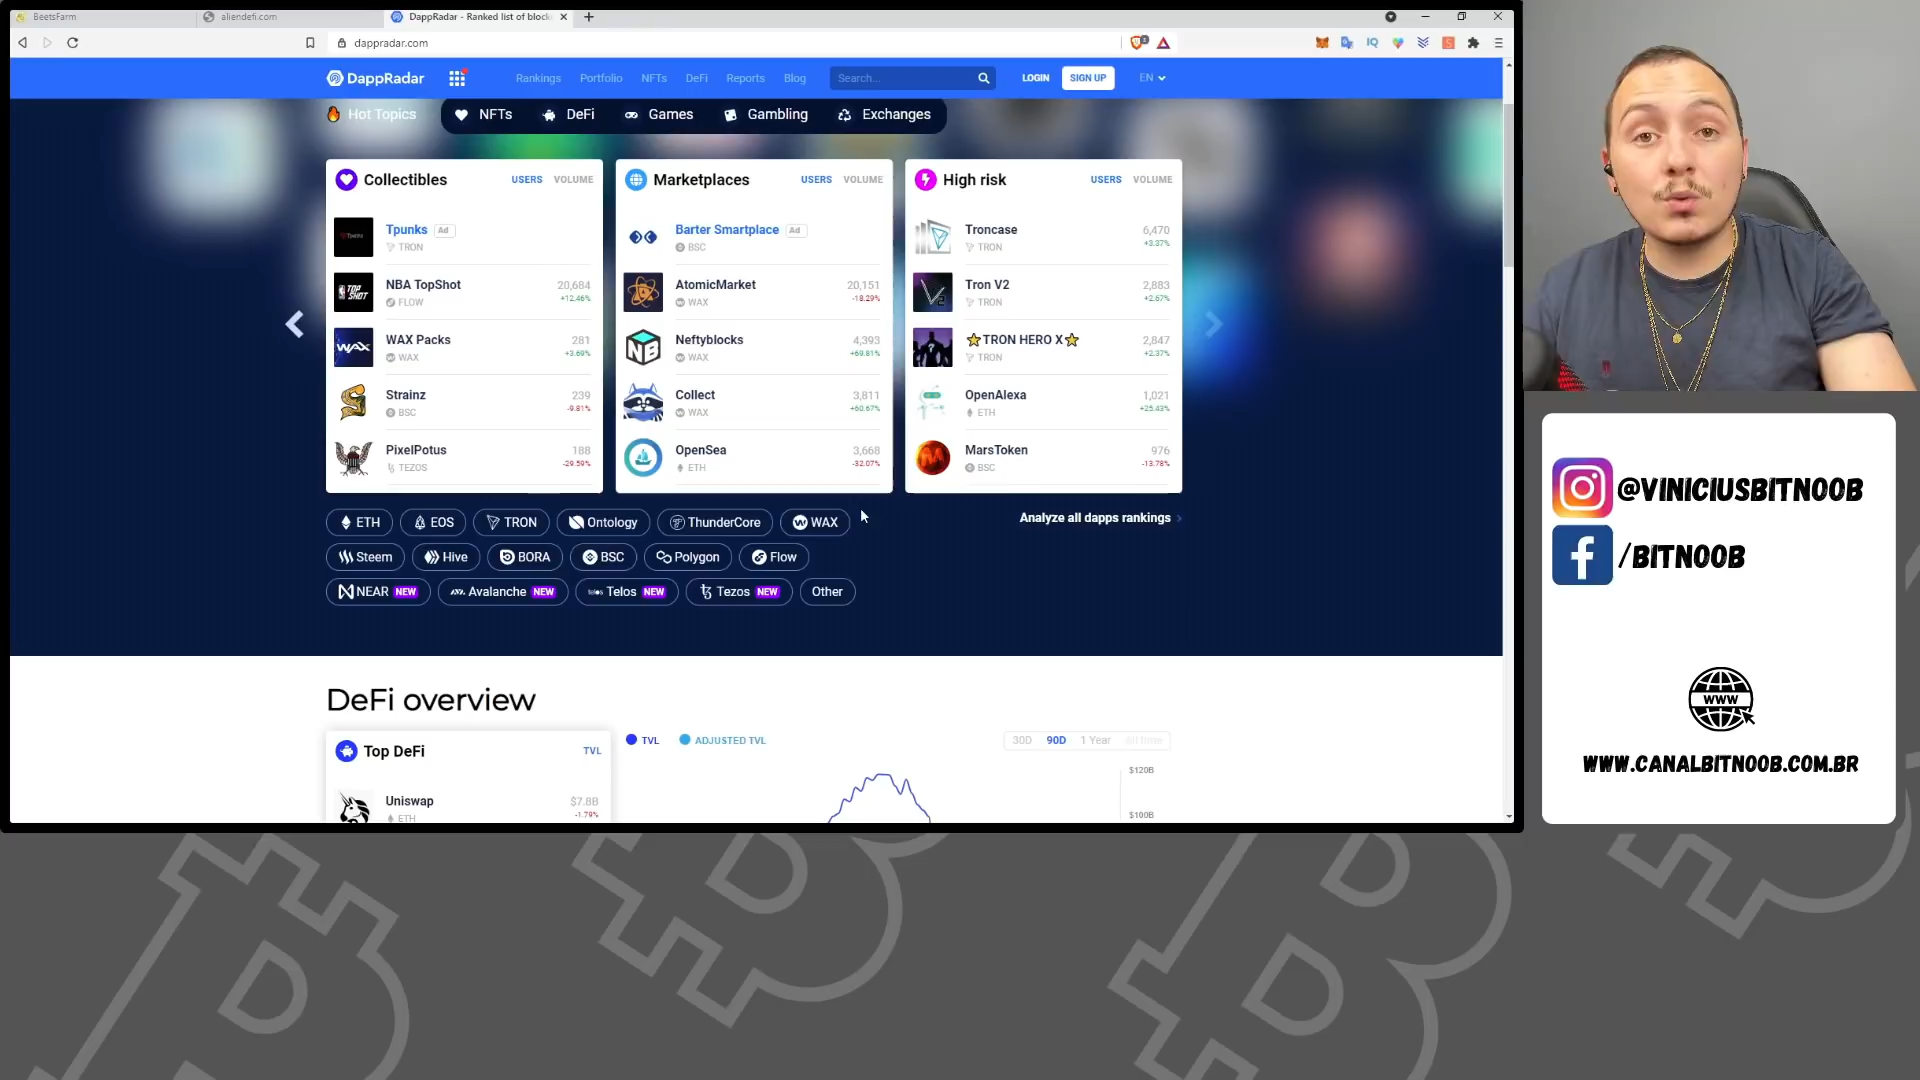 BeetsFarm
aliendefi.com
DappRadar - Ranked list of block
dappradar.com
DappRadar
Rankings
Portfolio
NFTs
DeFi
Reports
Blog
Search...
LOGIN
SIGN UP
EN
Hot Topics
NFTs
DeFi
Games
Gambling
Exchanges
Collectibles
USERS
VOLUME
Tpunks Ad
TRON
NBA TopShot 20,684
FLOW +12.46%
WAX Packs 281
WAX +3.69%
Strainz 239
BSC -9.81%
PixelPotus 188
TEZOS -29.59%
Marketplaces
USERS
VOLUME
Barter Smartplace Ad
BSC
AtomicMarket 20,151
WAX -18.29%
Neftyblocks 4,393
WAX +69.81%
Collect 3,811
WAX +60.67%
OpenSea 3,668
ETH -32.07%
High risk
USERS
VOLUME
Troncase 6,470
TRON +3.37%
Tron V2 2,883
TRON +2.67%
⭐TRON HERO X⭐ 2,847
TRON +2.37%
OpenAlexa 1,021
ETH +25.43%
MarsToken 976
BSC -13.78%
ETH
EOS
TRON
Ontology
ThunderCore
WAX
Analyze all dapps rankings
Steem
Hive
BORA
BSC
Polygon
Flow
NEAR NEW
Avalanche NEW
Telos NEW
Tezos NEW
Other
DeFi overview
Top DeFi
TVL
Uniswap $7.8B
ETH -1.79%
TVL
ADJUSTED TVL
30D
90D
1 Year
All time
$120B
$100B
@VINICIUSBITNOOB
/BITNOOB
WWW
WWW.CANALBITNOOB.COM.BR